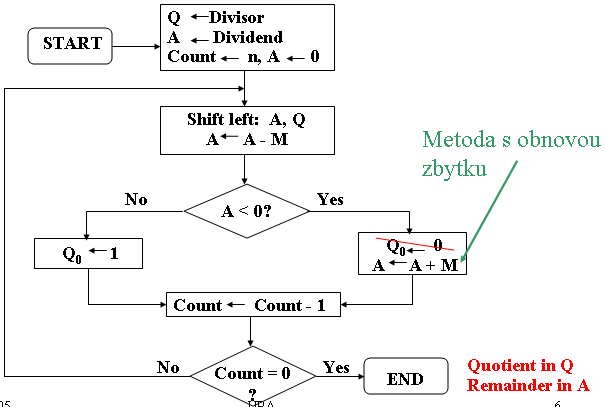 START
Q ← Divisor
A ← Dividend
Count ← n, A ← 0
Shift left: A, Q
A ← A - M
Metoda s obnovou
zbytku
No
A < 0?
Yes
Q₀ ← 1
Q₀ ← 0
A ← A + M
Count ← Count - 1
No
Count = 0
?
Yes
END
Quotient in Q
Remainder in A
6